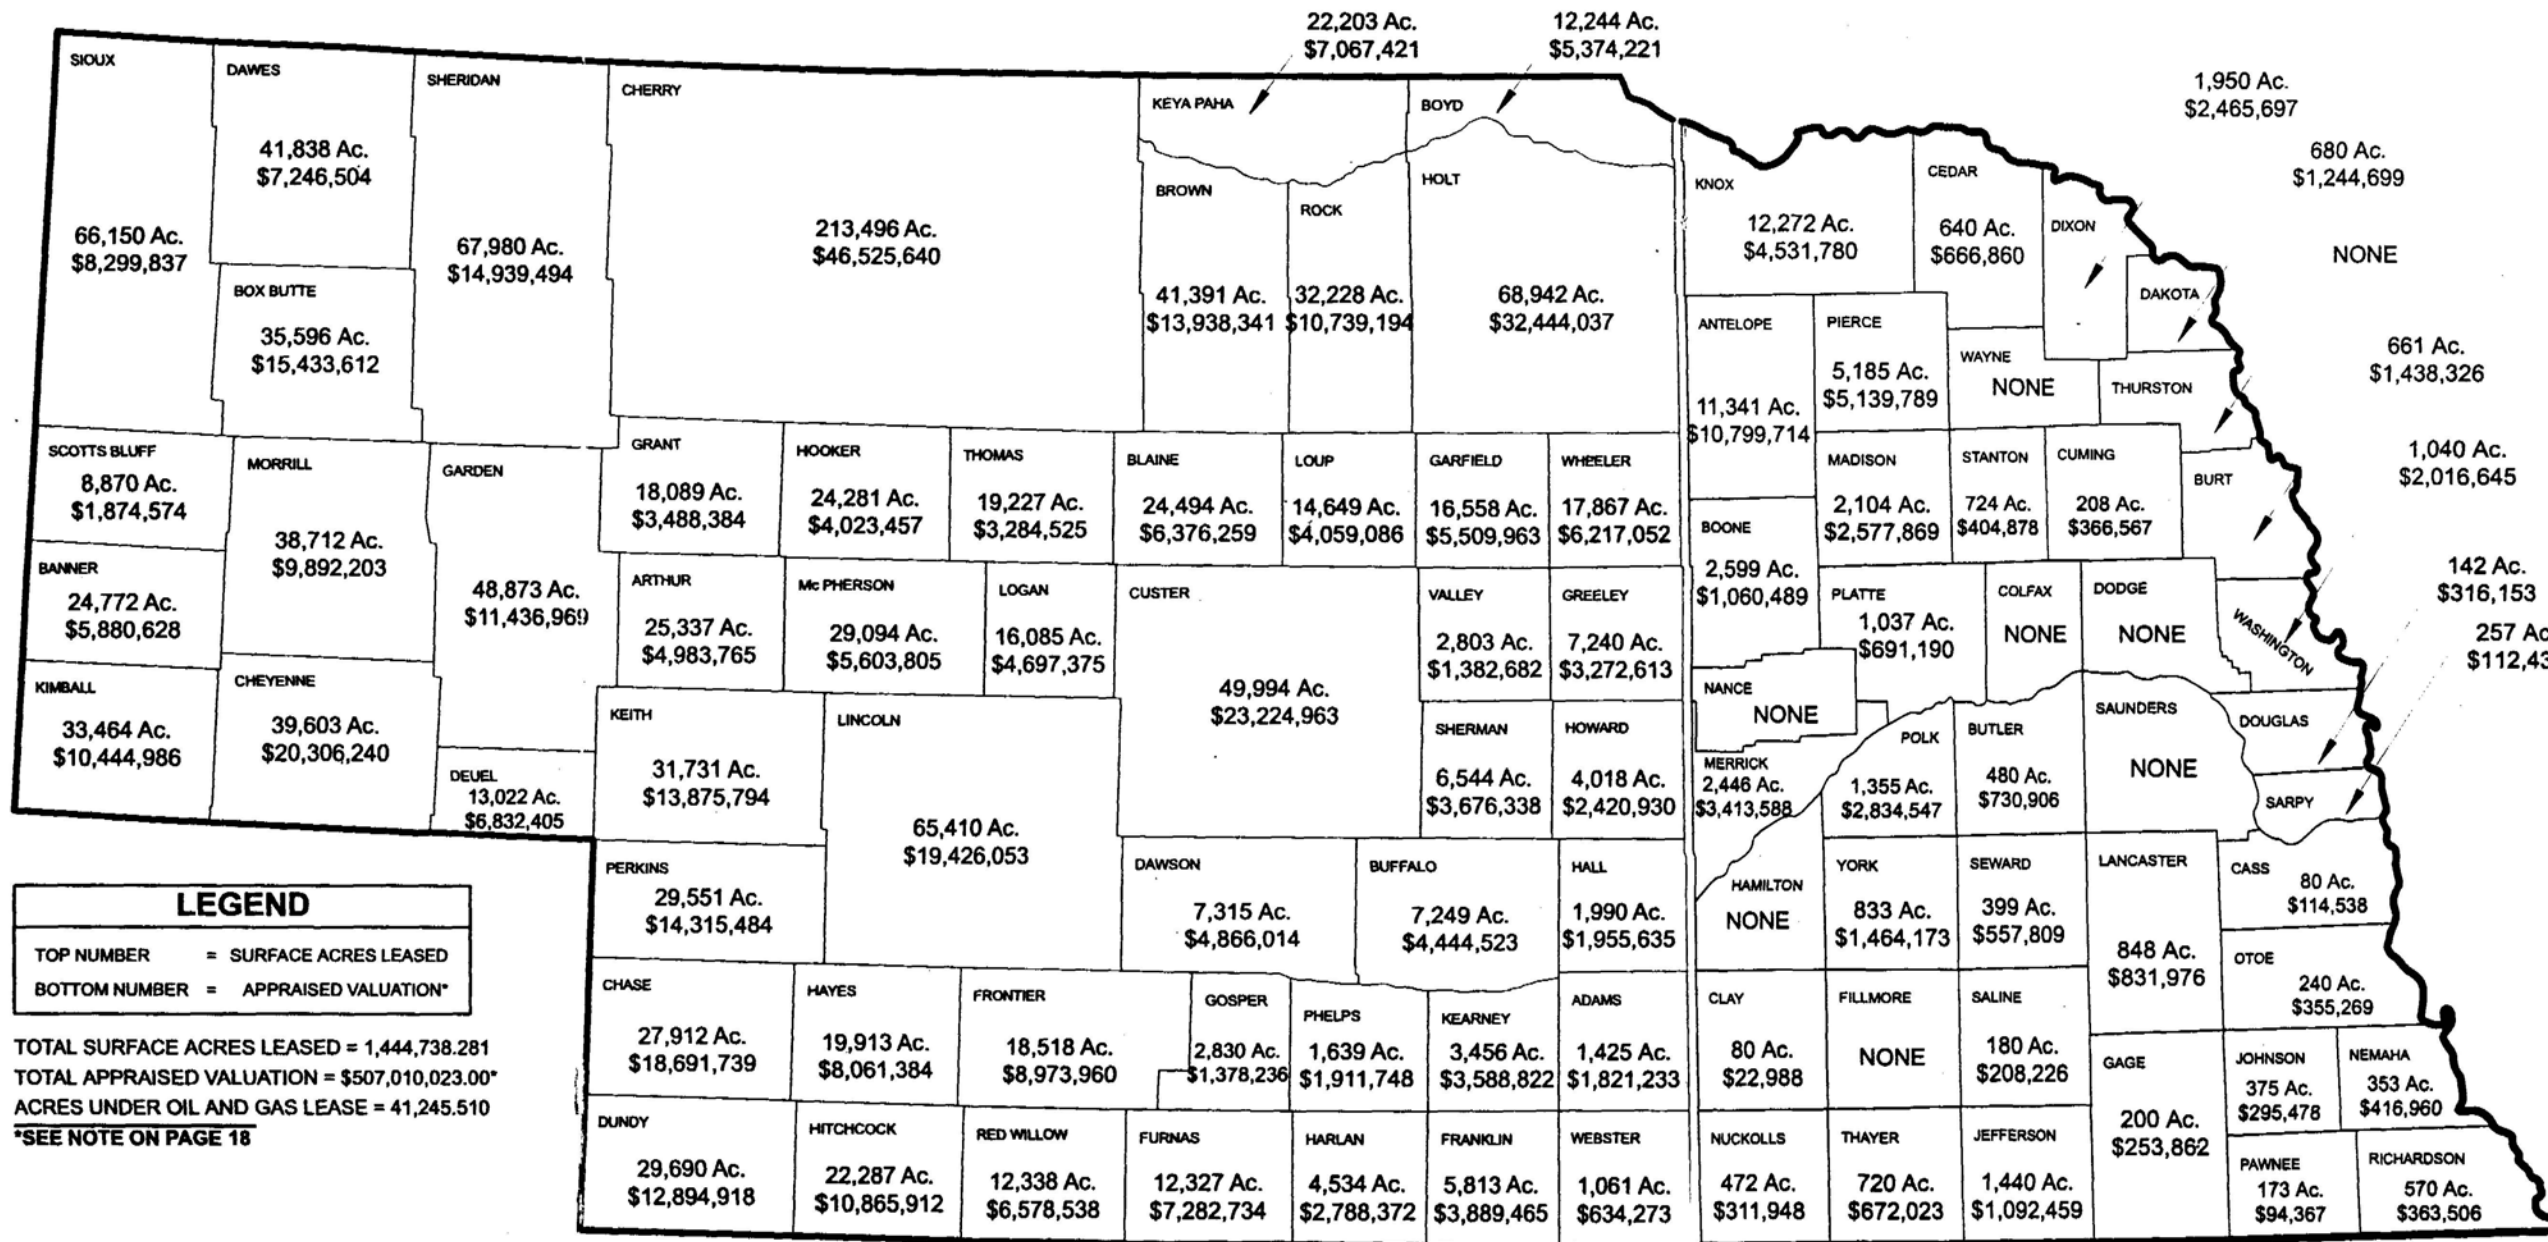 22,203 Ac.
$7,067,421
12,244 Ac.
$5,374,221
1,950 Ac.
$2,465,697
680 Ac.
$1,244,699
NONE
661 Ac.
$1,438,326
1,040 Ac.
$2,016,645
142 Ac.
$316,153
257 Ac
$112,43
SIOUX
66,150 Ac.
$8,299,837
DAWES
41,838 Ac.
$7,246,504
BOX BUTTE
35,596 Ac.
$15,433,612
SHERIDAN
67,980 Ac.
$14,939,494
CHERRY
213,496 Ac.
$46,525,640
KEYA PAHA
BOYD
BROWN
41,391 Ac.
$13,938,341
ROCK
32,228 Ac.
$10,739,194
HOLT
68,942 Ac.
$32,444,037
KNOX
12,272 Ac.
$4,531,780
CEDAR
640 Ac.
$666,860
DIXON
DAKOTA
ANTELOPE
11,341 Ac.
$10,799,714
PIERCE
5,185 Ac.
$5,139,789
WAYNE
NONE
THURSTON
SCOTTS BLUFF
8,870 Ac.
$1,874,574
MORRILL
38,712 Ac.
$9,892,203
GARDEN
48,873 Ac.
$11,436,969
GRANT
18,089 Ac.
$3,488,384
HOOKER
24,281 Ac.
$4,023,457
THOMAS
19,227 Ac.
$3,284,525
BLAINE
24,494 Ac.
$6,376,259
LOUP
14,649 Ac.
$4,059,086
GARFIELD
16,558 Ac.
$5,509,963
WHEELER
17,867 Ac.
$6,217,052
MADISON
2,104 Ac.
$2,577,869
STANTON
724 Ac.
$404,878
CUMING
208 Ac.
$366,567
BURT
BANNER
24,772 Ac.
$5,880,628
ARTHUR
25,337 Ac.
$4,983,765
Mc PHERSON
29,094 Ac.
$5,603,805
LOGAN
16,085 Ac.
$4,697,375
CUSTER
49,994 Ac.
$23,224,963
VALLEY
2,803 Ac.
$1,382,682
GREELEY
7,240 Ac.
$3,272,613
BOONE
2,599 Ac.
$1,060,489
PLATTE
1,037 Ac.
$691,190
COLFAX
NONE
DODGE
NONE
WASHINGTON
KIMBALL
33,464 Ac.
$10,444,986
CHEYENNE
39,603 Ac.
$20,306,240
DEUEL
13,022 Ac.
$6,832,405
KEITH
31,731 Ac.
$13,875,794
LINCOLN
65,410 Ac.
$19,426,053
SHERMAN
6,544 Ac.
$3,676,338
HOWARD
4,018 Ac.
$2,420,930
NANCE
NONE
MERRICK
2,446 Ac.
$3,413,588
POLK
1,355 Ac.
$2,834,547
BUTLER
480 Ac.
$730,906
SAUNDERS
NONE
DOUGLAS
SARPY
PERKINS
29,551 Ac.
$14,315,484
DAWSON
7,315 Ac.
$4,866,014
BUFFALO
7,249 Ac.
$4,444,523
HALL
1,990 Ac.
$1,955,635
HAMILTON
NONE
YORK
833 Ac.
$1,464,173
SEWARD
399 Ac.
$557,809
LANCASTER
848 Ac.
$831,976
CASS
80 Ac.
$114,538
OTOE
240 Ac.
$355,269
CHASE
27,912 Ac.
$18,691,739
HAYES
19,913 Ac.
$8,061,384
FRONTIER
18,518 Ac.
$8,973,960
GOSPER
2,830 Ac.
$1,378,236
PHELPS
1,639 Ac.
$1,911,748
KEARNEY
3,456 Ac.
$3,588,822
ADAMS
1,425 Ac.
$1,821,233
CLAY
80 Ac.
$22,988
FILLMORE
NONE
SALINE
180 Ac.
$208,226
GAGE
200 Ac.
$253,862
JOHNSON
375 Ac.
$295,478
NEMAHA
353 Ac.
$416,960
DUNDY
29,690 Ac.
$12,894,918
HITCHCOCK
22,287 Ac.
$10,865,912
RED WILLOW
12,338 Ac.
$6,578,538
FURNAS
12,327 Ac.
$7,282,734
HARLAN
4,534 Ac.
$2,788,372
FRANKLIN
5,813 Ac.
$3,889,465
WEBSTER
1,061 Ac.
$634,273
NUCKOLLS
472 Ac.
$311,948
THAYER
720 Ac.
$672,023
JEFFERSON
1,440 Ac.
$1,092,459
PAWNEE
173 Ac.
$94,367
RICHARDSON
570 Ac.
$363,506
LEGEND
TOP NUMBER = SURFACE ACRES LEASED
BOTTOM NUMBER = APPRAISED VALUATION*
TOTAL SURFACE ACRES LEASED = 1,444,738.281
TOTAL APPRAISED VALUATION = $507,010,023.00*
ACRES UNDER OIL AND GAS LEASE = 41,245.510
*SEE NOTE ON PAGE 18